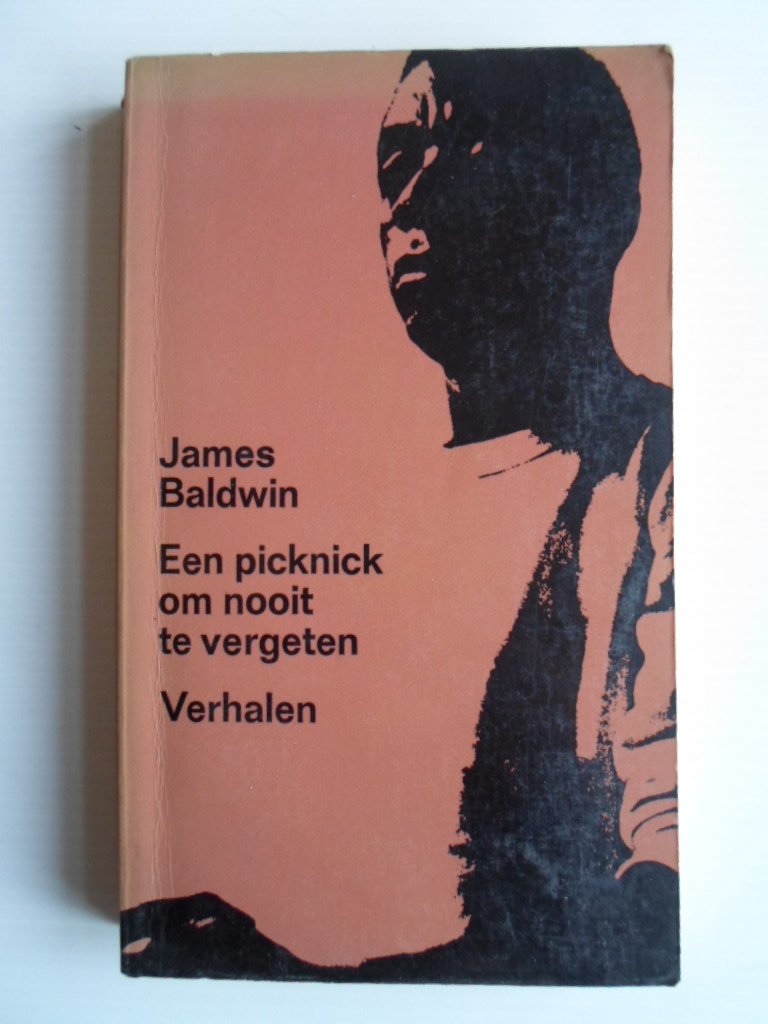 James
Baldwin
Een picknick
om nooit
te vergeten
Verhalen